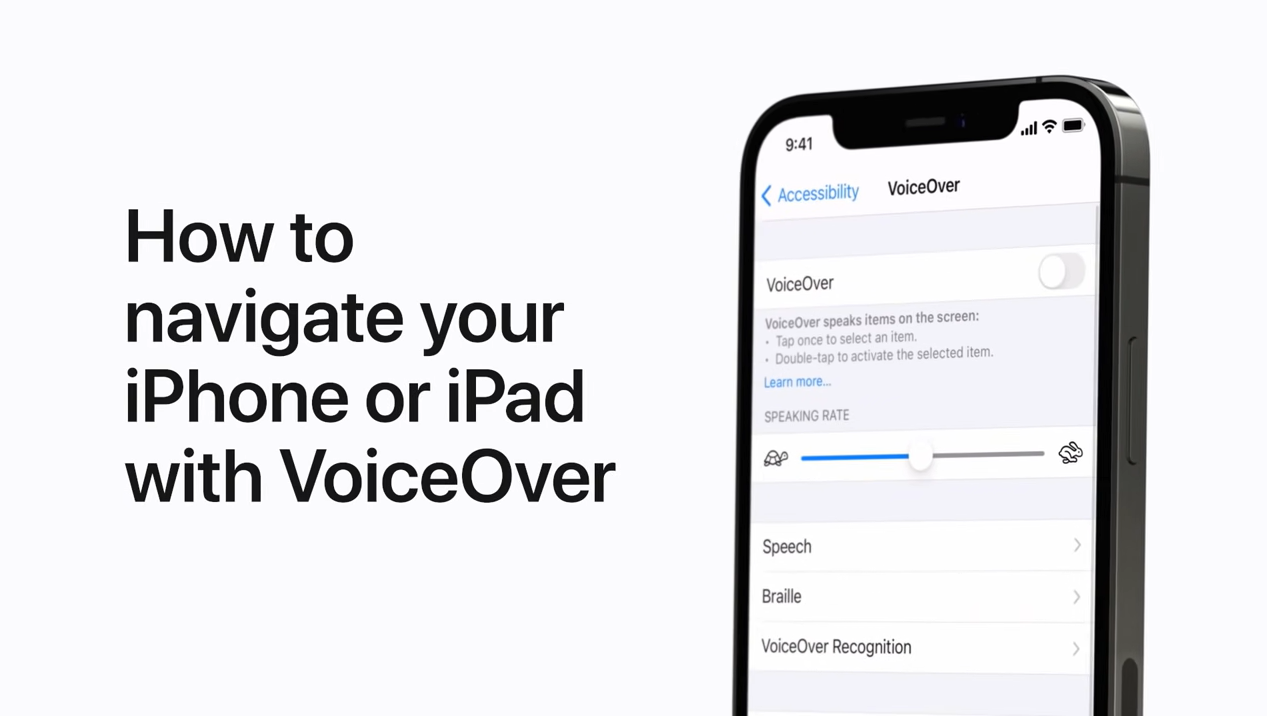 How to
navigate your
iPhone or iPad
with VoiceOver
9:41
Accessibility
VoiceOver
VoiceOver
VoiceOver speaks items on the screen:
• Tap once to select an item.
• Double-tap to activate the selected item.
Learn more...
SPEAKING RATE
Speech
Braille
VoiceOver Recognition